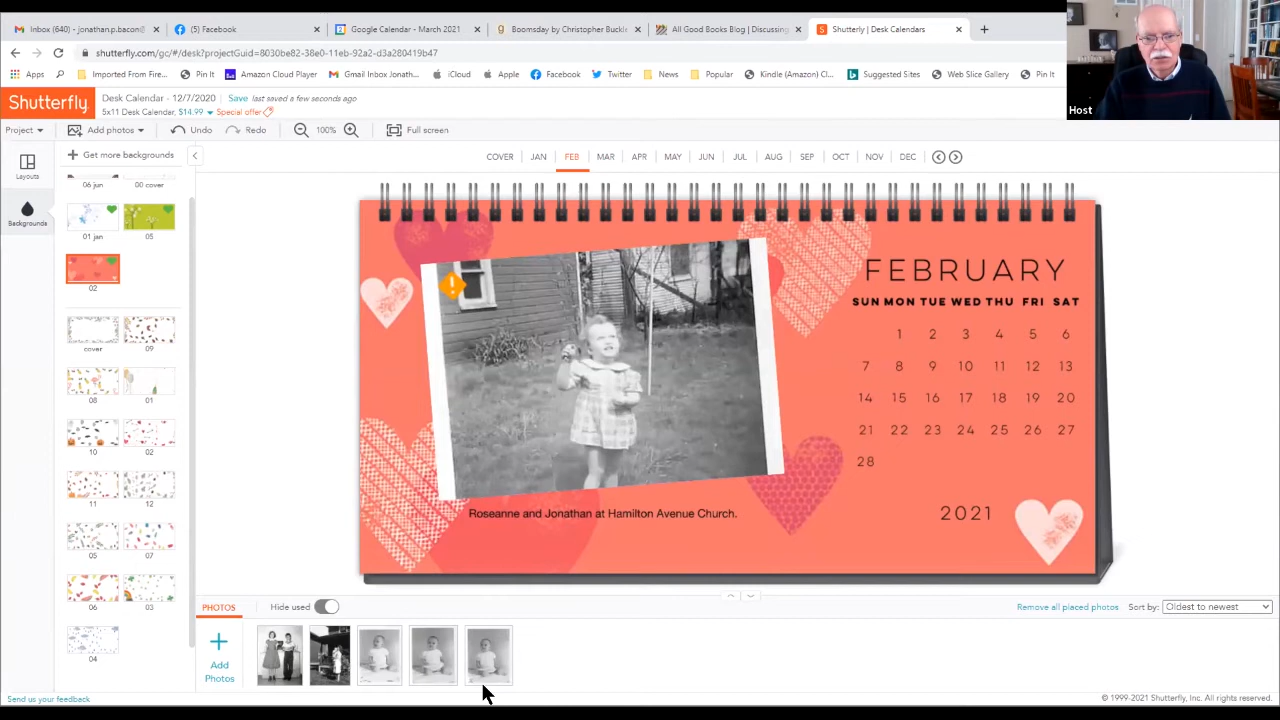 Inbox (640) - jonathan.p.tascon@
(5) Facebook
Google Calendar - March 2021
Boomsday by Christopher Buckle
All Good Books Blog | Discussing
Shutterfly | Desk Calendars
shutterfly.com/gc/#/desk?projectGuid=8030be82-38e0-11eb-92a2-d3a280419b47
Apps
Imported From Fire...
Pin It
Amazon Cloud Player
Gmail Inbox Jonath...
iCloud
Apple
Facebook
Twitter
News
Popular
Kindle (Amazon) Cl...
Suggested Sites
Web Slice Gallery
Pin It
Host
Shutterfly.
Desk Calendar - 12/7/2020
Save last saved a few seconds ago
5x11 Desk Calendar, $14.99
Special offer
Project
Add photos
Undo
Redo
100%
Full screen
Layouts
Backgrounds
Get more backgrounds
06 jun
00 cover
01 jan
05
02
cover
09
08
01
10
02
11
12
05
07
06
03
04
COVER JAN FEB MAR APR MAY JUN JUL AUG SEP OCT NOV DEC
FEBRUARY
SUN MON TUE WED THU FRI SAT
1 2 3 4 5 6
7 8 9 10 11 12 13
14 15 16 17 18 19 20
21 22 23 24 25 26 27
28
2021
Roseanne and Jonathan at Hamilton Avenue Church.
PHOTOS
Hide used
Remove all placed photos
Sort by:
Oldest to newest
Add
Photos
Send us your feedback
© 1999-2021 Shutterfly, Inc. All rights reserved.